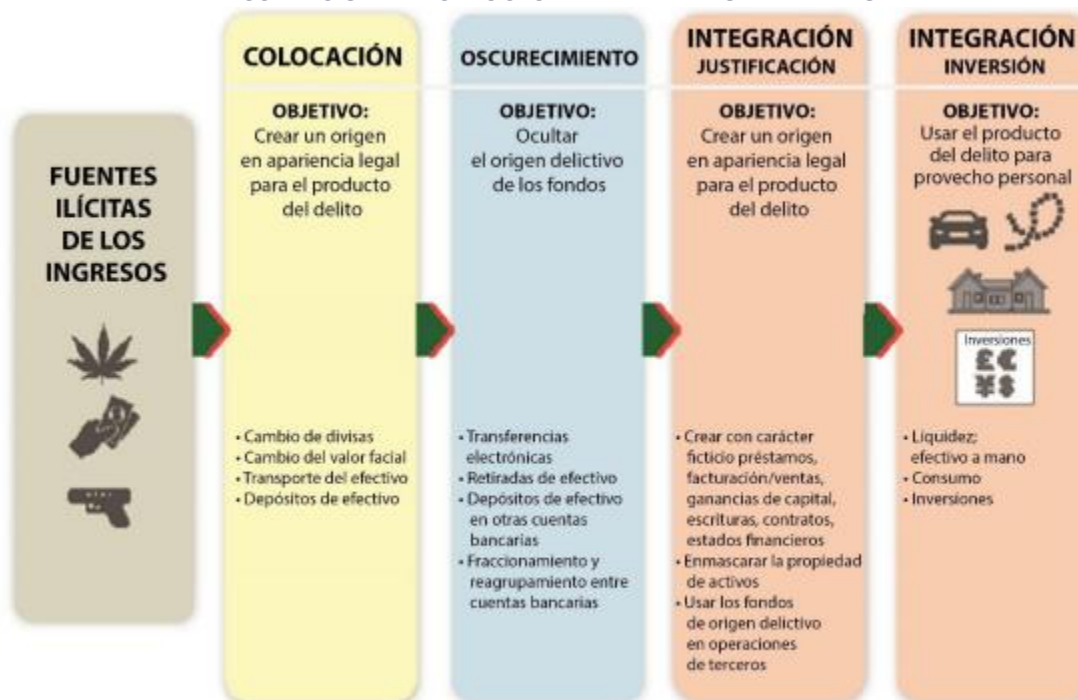 FUENTES
ILÍCITAS
DE LOS
INGRESOS
COLOCACIÓN
OBJETIVO:
Crear un origen
en apariencia legal
para el producto
del delito
• Cambio de divisas
• Cambio del valor facial
• Transporte del efectivo
• Depósitos de efectivo
OSCURECIMIENTO
OBJETIVO:
Ocultar
el origen delictivo
de los fondos
• Transferencias
electrónicas
• Retiradas de efectivo
• Depósitos de efectivo
en otras cuentas
bancarias
• Fraccionamiento y
reagrupamiento entre
cuentas bancarias
INTEGRACIÓN
JUSTIFICACIÓN
OBJETIVO:
Crear un origen
en apariencia legal
para el producto
del delito
• Crear con carácter
ficticio préstamos,
facturación/ventas,
ganancias de capital,
escrituras, contratos,
estados financieros
• Enmascarar la propiedad
de activos
• Usar los fondos
de origen delictivo
en operaciones
de terceros
INTEGRACIÓN
INVERSIÓN
OBJETIVO:
Usar el producto
del delito para
provecho personal
Inversiones
£ €
¥ $
• Liquidez;
efectivo a mano
• Consumo
• Inversiones